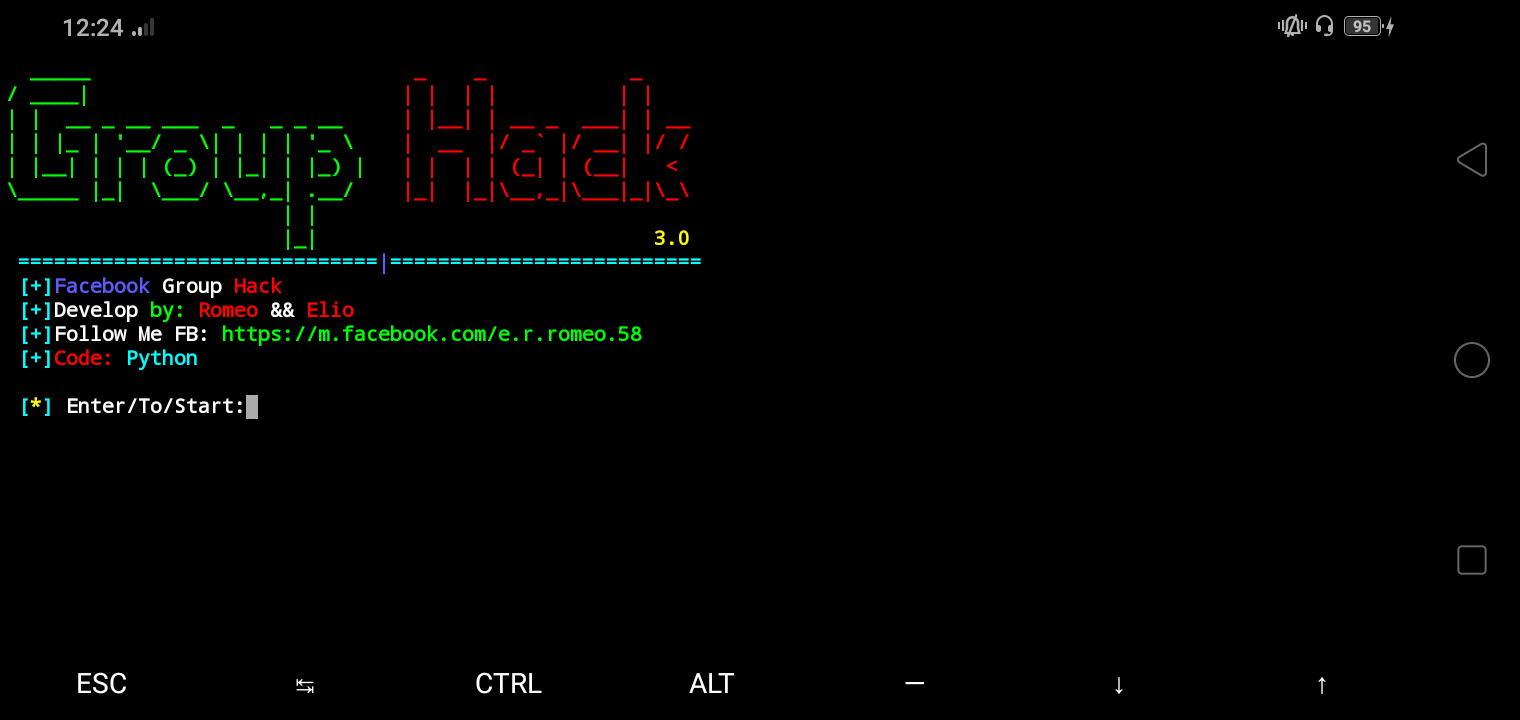 12:24
95
Group Hack
3.0
==============================|==========================
[+]Facebook Group Hack
[+]Develop by: Romeo && Elio
[+]Follow Me FB: https://m.facebook.com/e.r.romeo.58
[+]Code: Python
[*] Enter/To/Start:
ESC ↹ CTRL ALT — ↓ ↑